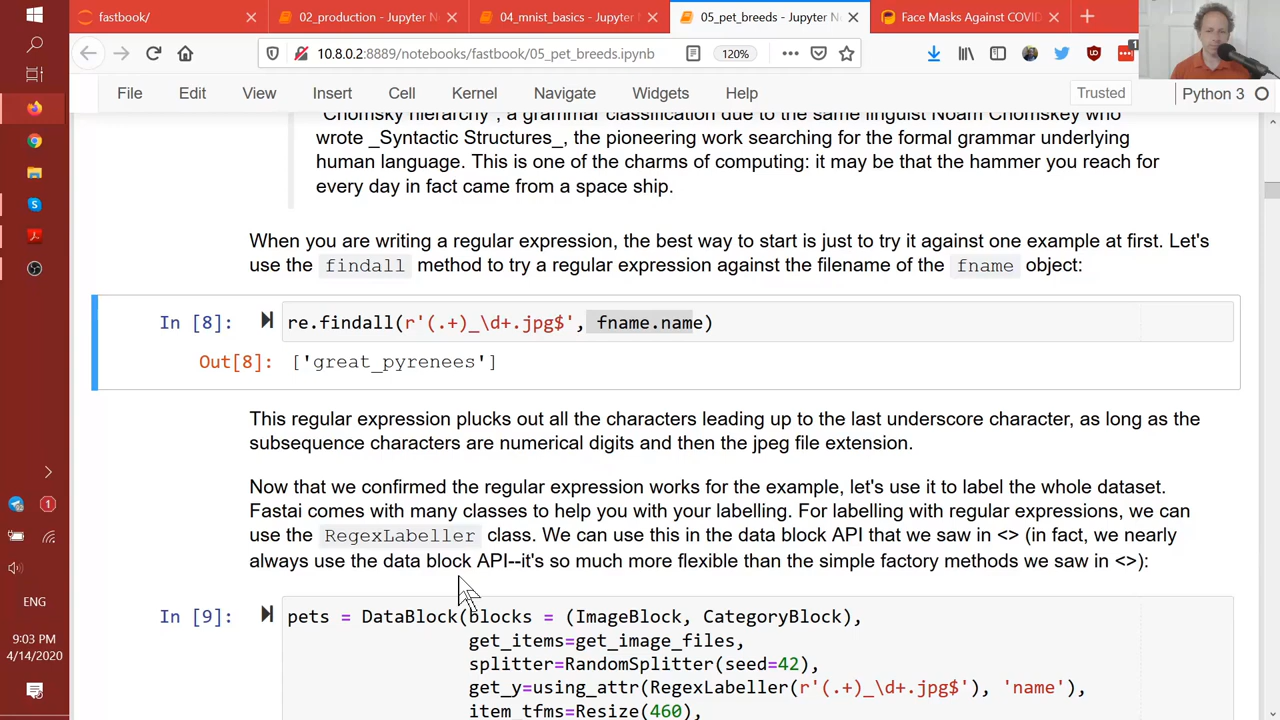 fastbook/
02_production - Jupyter N
04_mnist_basics - Jupyter N
05_pet_breeds - Jupyter N
Face Masks Against COVID
10.8.0.2:8889/notebooks/fastbook/05_pet_breeds.ipynb
120%
File Edit View Insert Cell Kernel Navigate Widgets Help
Trusted
Python 3
"Chomsky hierarchy", a grammar classification due to the same linguist Noam Chomskey who
wrote _Syntactic Structures_, the pioneering work searching for the formal grammar underlying
human language. This is one of the charms of computing: it may be that the hammer you reach for
every day in fact came from a space ship.
When you are writing a regular expression, the best way to start is just to try it against one example at first. Let's
use the findall method to try a regular expression against the filename of the fname object:
In [8]: re.findall(r'(.+)_\d+.jpg$', fname.name)
Out[8]: ['great_pyrenees']
This regular expression plucks out all the characters leading up to the last underscore character, as long as the
subsequence characters are numerical digits and then the jpeg file extension.
Now that we confirmed the regular expression works for the example, let's use it to label the whole dataset.
Fastai comes with many classes to help you with your labelling. For labelling with regular expressions, we can
use the RegexLabeller class. We can use this in the data block API that we saw in <> (in fact, we nearly
always use the data block API--it's so much more flexible than the simple factory methods we saw in <>):
In [9]: pets = DataBlock(blocks = (ImageBlock, CategoryBlock),
get_items=get_image_files,
splitter=RandomSplitter(seed=42),
get_y=using_attr(RegexLabeller(r'(.+)_\d+.jpg$'), 'name'),
item_tfms=Resize(460),
1
ENG
9:03 PM
4/14/2020